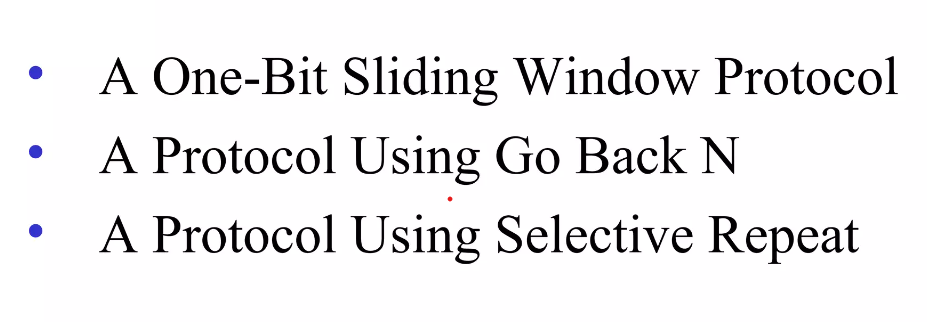 • A One-Bit Sliding Window Protocol
• A Protocol Using Go Back N
• A Protocol Using Selective Repeat